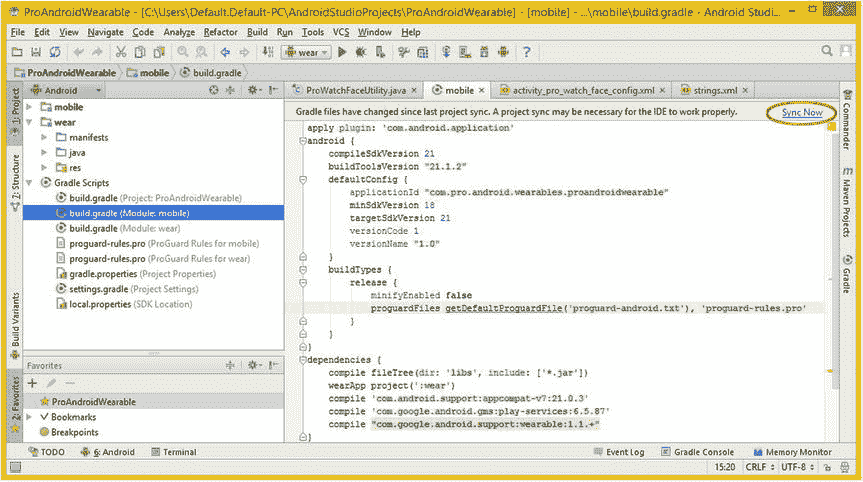 ProAndroidWearable - [C:\Users\Default.Default-PC\AndroidStudioProjects\ProAndroidWearable] - [mobile] - ...\mobile\build.gradle - Android Studi...
File Edit View Navigate Code Analyze Refactor Build Run Tools VCS Window Help
wear
ProAndroidWearable mobile build.gradle
Android
ProWatchFaceUtility.java mobile activity_pro_watch_face_config.xml strings.xml
1: Project
2: Structure
Build Variants
2: Favorites
mobile
wear
manifests
java
res
Gradle Scripts
build.gradle (Project: ProAndroidWearable)
build.gradle (Module: mobile)
build.gradle (Module: wear)
proguard-rules.pro (ProGuard Rules for mobile)
proguard-rules.pro (ProGuard Rules for wear)
gradle.properties (Project Properties)
settings.gradle (Project Settings)
local.properties (SDK Location)
Favorites
ProAndroidWearable
Bookmarks
Breakpoints
Gradle files have changed since last project sync. A project sync may be necessary for the IDE to work properly. Sync Now
apply plugin: 'com.android.application'
android {
compileSdkVersion 21
buildToolsVersion "21.1.2"
defaultConfig {
applicationId "com.pro.android.wearables.proandroidwearable"
minSdkVersion 18
targetSdkVersion 21
versionCode 1
versionName "1.0"
}
buildTypes {
release {
minifyEnabled false
proguardFiles getDefaultProguardFile('proguard-android.txt'), 'proguard-rules.pro'
}
}
}
dependencies {
compile fileTree(dir: 'libs', include: ['*.jar'])
wearApp project(':wear')
compile 'com.android.support:appcompat-v7:21.0.3'
compile 'com.google.android.gms:play-services:6.5.87'
compile "com.google.android.support:wearable:1.1.+"
}
Commander
Maven Projects
Gradle
TODO 6: Android Terminal Event Log Gradle Console Memory Monitor
15:20 CRLF UTF-8